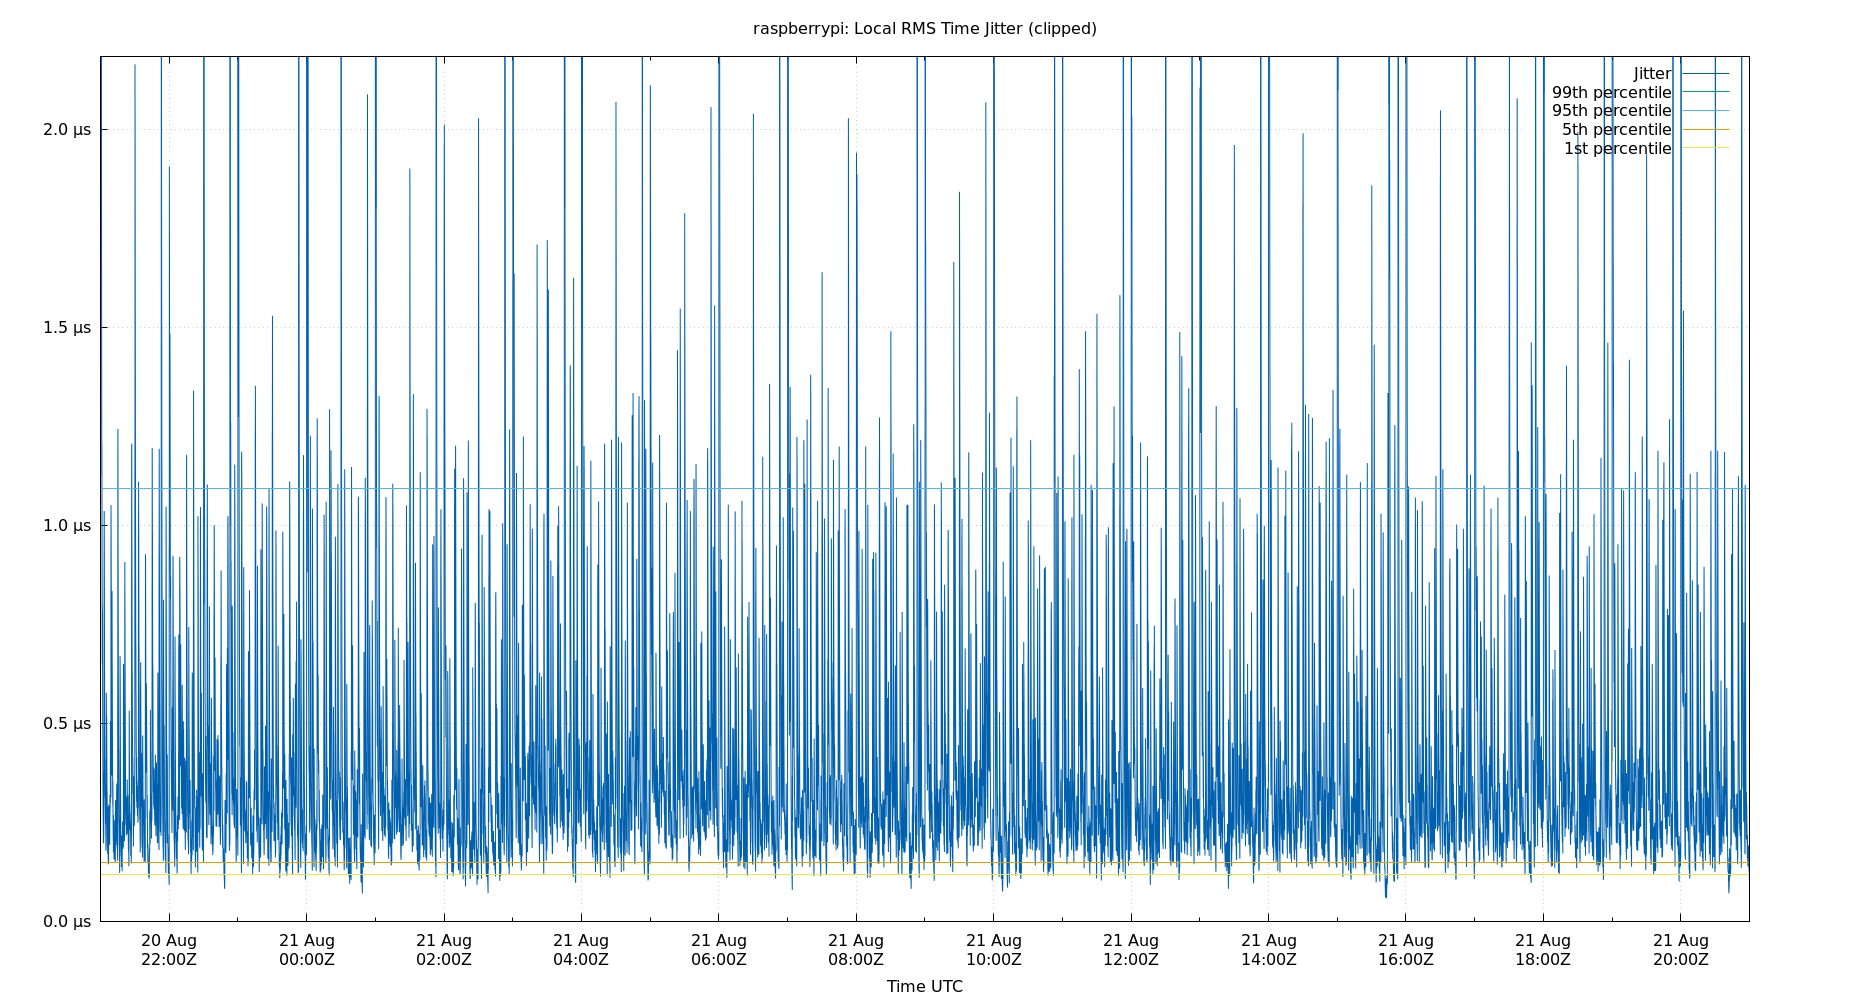 raspberrypi: Local RMS Time Jitter (clipped)
Jitter
99th percentile
95th percentile
5th percentile
1st percentile
2.0 µs
1.5 µs
1.0 µs
0.5 µs
0.0 µs
20 Aug 21 Aug 21 Aug 21 Aug 21 Aug 21 Aug 21 Aug 21 Aug 21 Aug 21 Aug 21 Aug 21 Aug
22:00Z 00:00Z 02:00Z 04:00Z 06:00Z 08:00Z 10:00Z 12:00Z 14:00Z 16:00Z 18:00Z 20:00Z
Time UTC